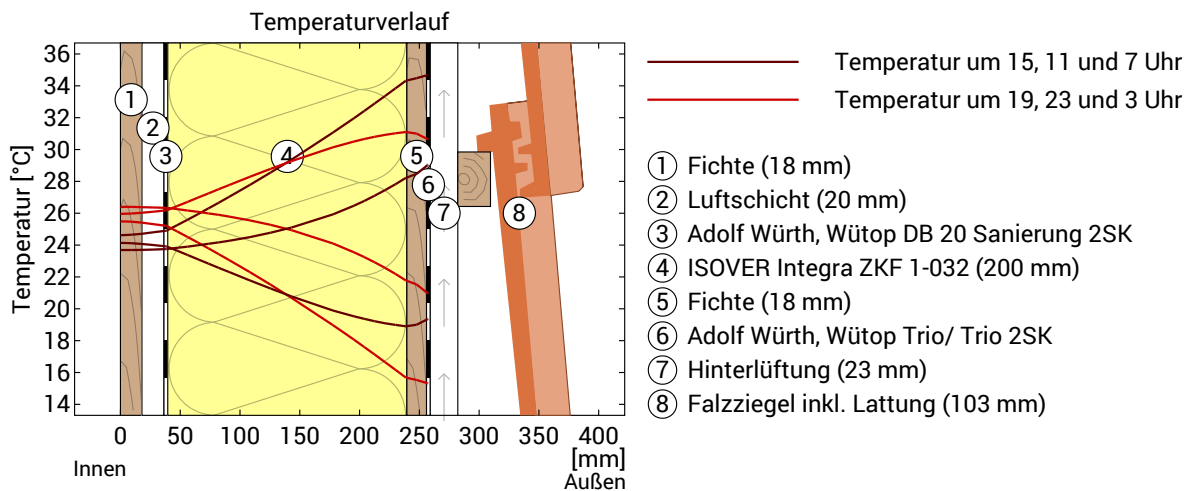 Temperaturverlauf
Temperatur [°C]
36
34
32
30
28
26
24
22
20
18
16
14
1
2
3
4
5
6
7
8
0 50 100 150 200 250 300 350 400
[mm]
Innen
Außen
Temperatur um 15, 11 und 7 Uhr
Temperatur um 19, 23 und 3 Uhr
1 Fichte (18 mm)
2 Luftschicht (20 mm)
3 Adolf Würth, Wütop DB 20 Sanierung 2SK
4 ISOVER Integra ZKF 1-032 (200 mm)
5 Fichte (18 mm)
6 Adolf Würth, Wütop Trio/ Trio 2SK
7 Hinterlüftung (23 mm)
8 Falzziegel inkl. Lattung (103 mm)